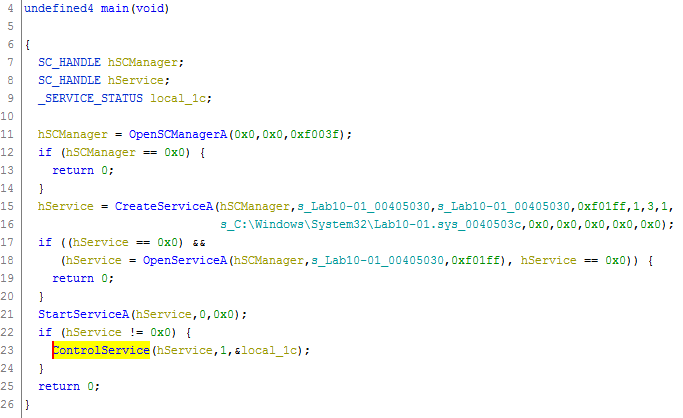 4 undefined4 main(void)
5
6 {
7 SC_HANDLE hSCManager;
8 SC_HANDLE hService;
9 _SERVICE_STATUS local_1c;
10
11 hSCManager = OpenSCManagerA(0x0,0x0,0xf003f);
12 if (hSCManager == 0x0) {
13 return 0;
14 }
15 hService = CreateServiceA(hSCManager,s_Lab10-01_00405030,s_Lab10-01_00405030,0xf01ff,1,3,1,
16 s_C:\Windows\System32\Lab10-01.sys_0040503c,0x0,0x0,0x0,0x0,0x0);
17 if ((hService == 0x0) &&
18 (hService = OpenServiceA(hSCManager,s_Lab10-01_00405030,0xf01ff), hService == 0x0)) {
19 return 0;
20 }
21 StartServiceA(hService,0,0x0);
22 if (hService != 0x0) {
23 ControlService(hService,1,&local_1c);
24 }
25 return 0;
26 }